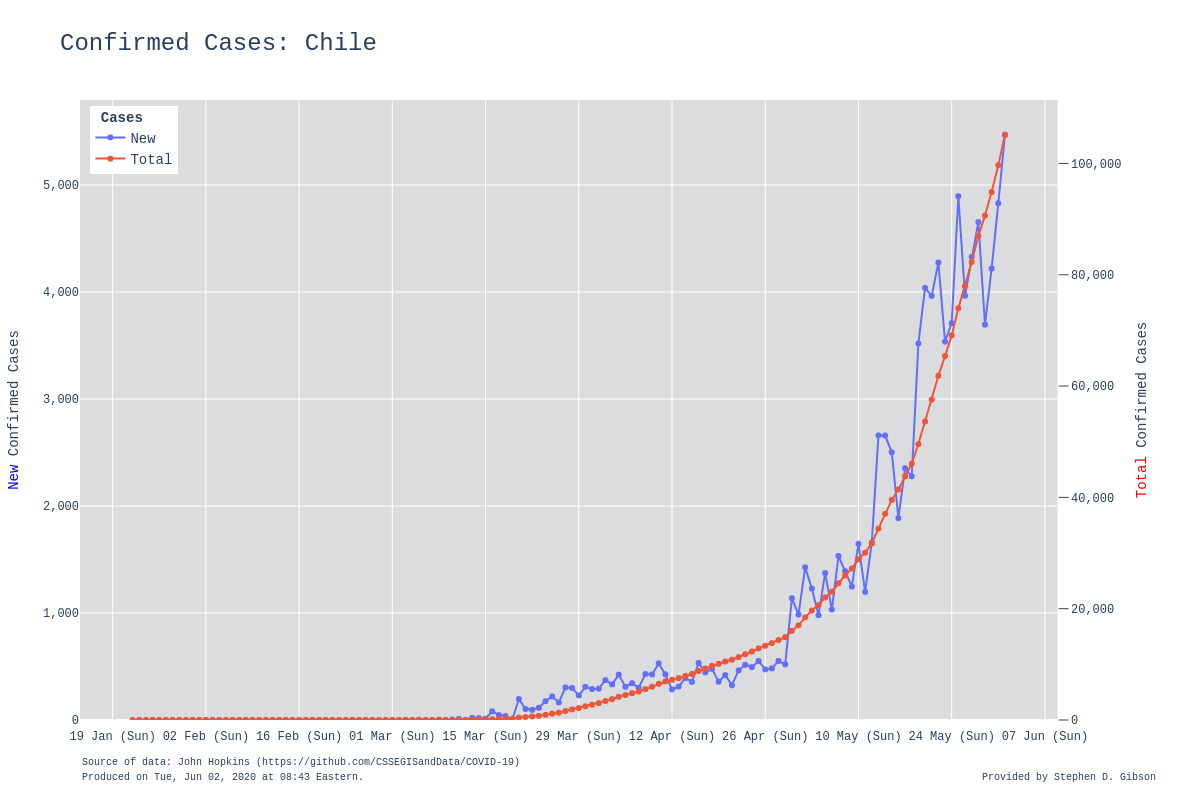 Confirmed Cases: Chile
Cases
New
Total
5,000
4,000
3,000
2,000
1,000
0
100,000
80,000
60,000
40,000
20,000
0
New Confirmed Cases
Total Confirmed Cases
19 Jan (Sun) 02 Feb (Sun) 16 Feb (Sun) 01 Mar (Sun) 15 Mar (Sun) 29 Mar (Sun) 12 Apr (Sun) 26 Apr (Sun) 10 May (Sun) 24 May (Sun) 07 Jun (Sun)
Source of data: John Hopkins (https://github.com/CSSEGISandData/COVID-19)
Produced on Tue, Jun 02, 2020 at 08:43 Eastern.
Provided by Stephen D. Gibson